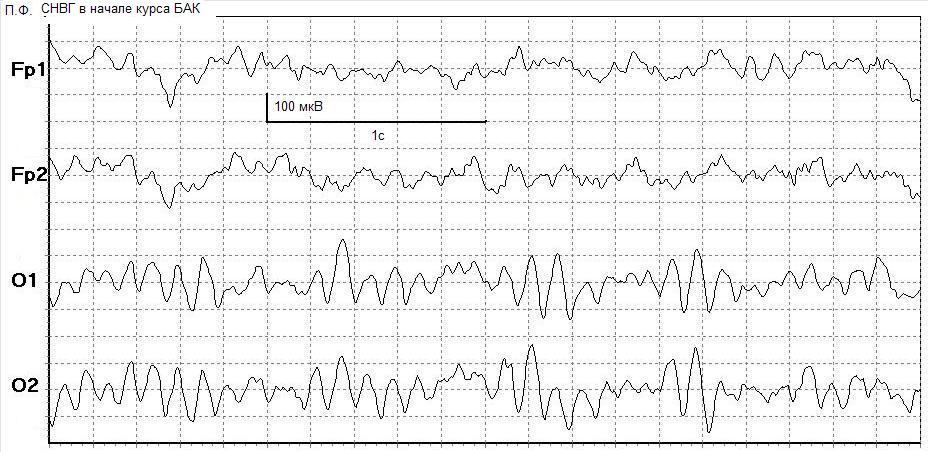 П.Ф. СНВГ в начале курса БАК
Fp1
100 мкВ
1с
Fp2
O1
O2